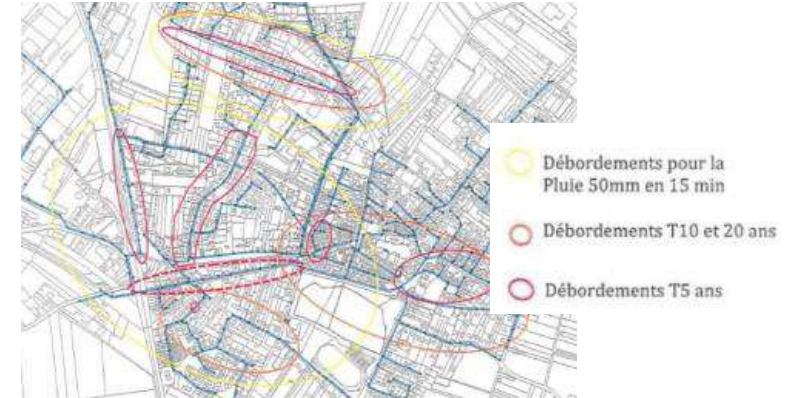 Débordements pour la
Pluie 50mm en 15 min
Débordements T10 et 20 ans
Débordements T5 ans